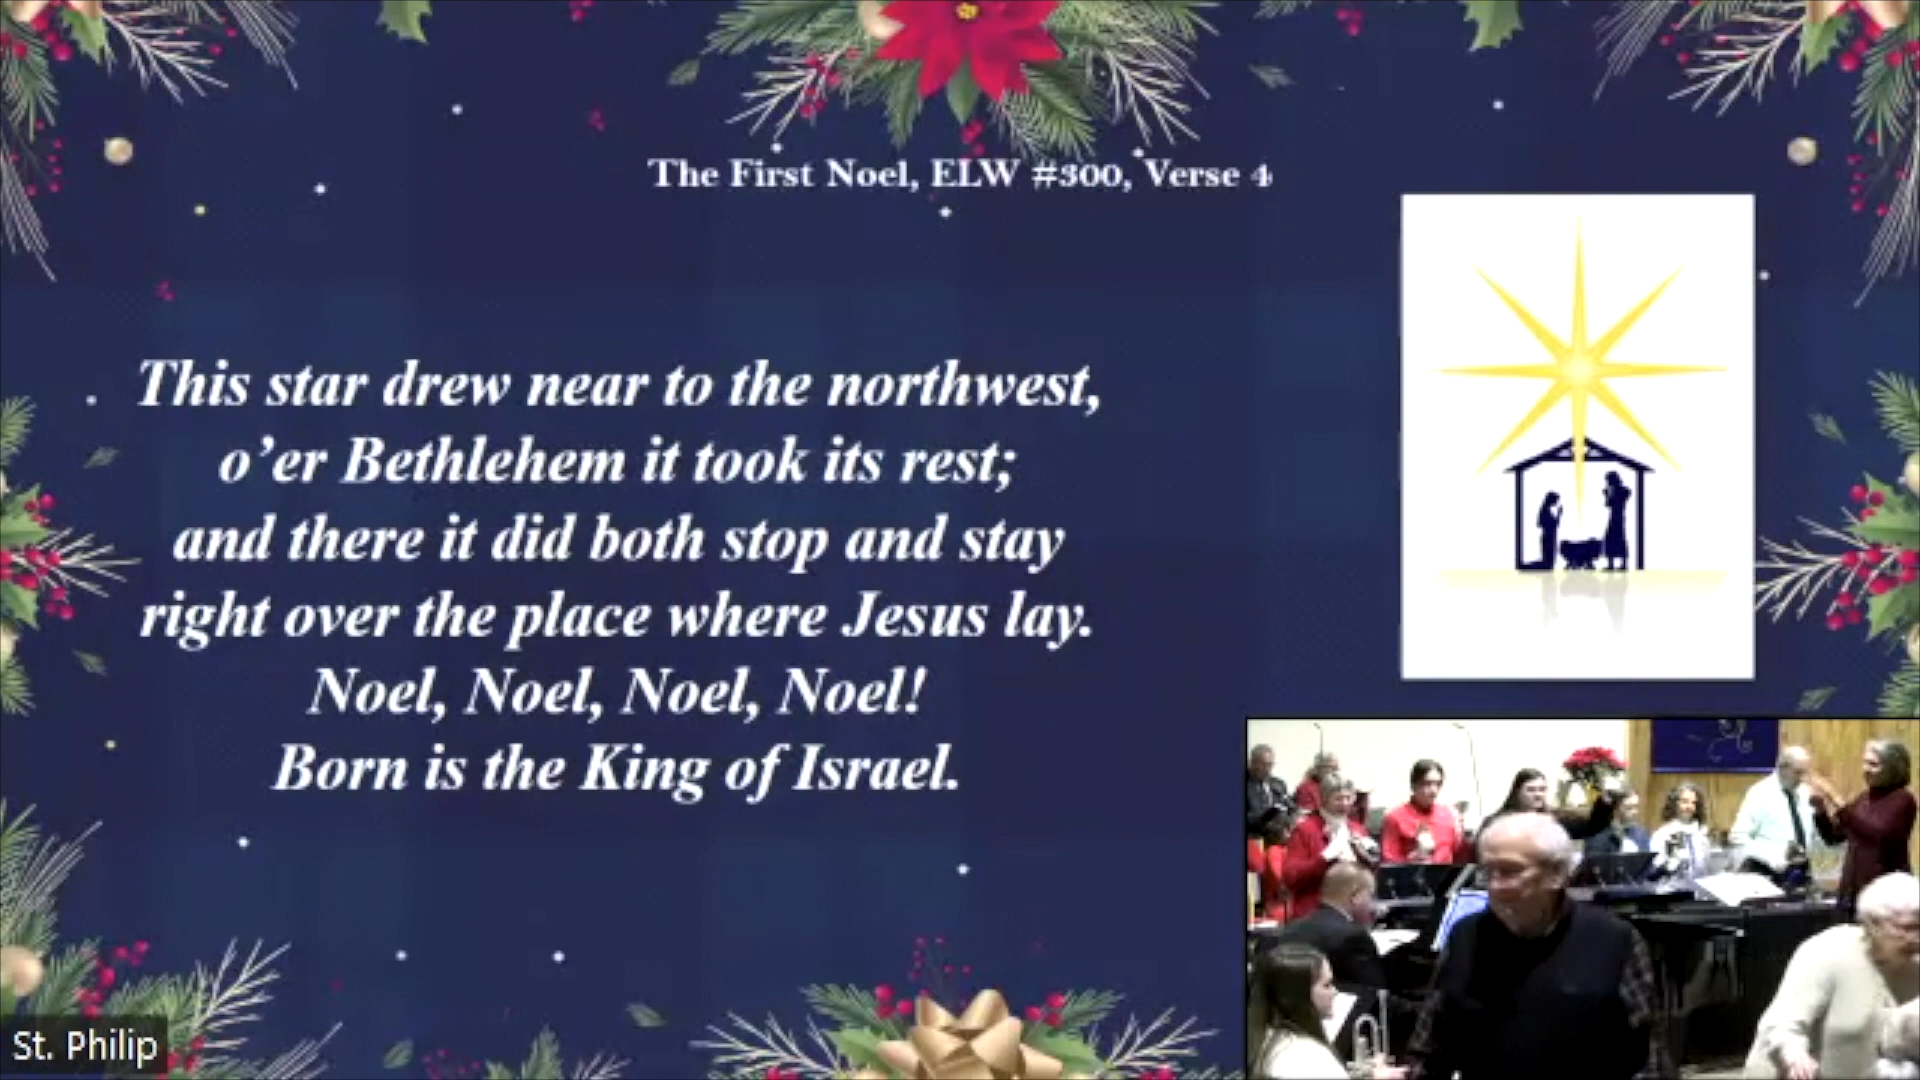 The First Noel, ELW #300, Verse 4
This star drew near to the northwest,
o’er Bethlehem it took its rest;
and there it did both stop and stay
right over the place where Jesus lay.
Noel, Noel, Noel, Noel!
Born is the King of Israel.
St. Philip